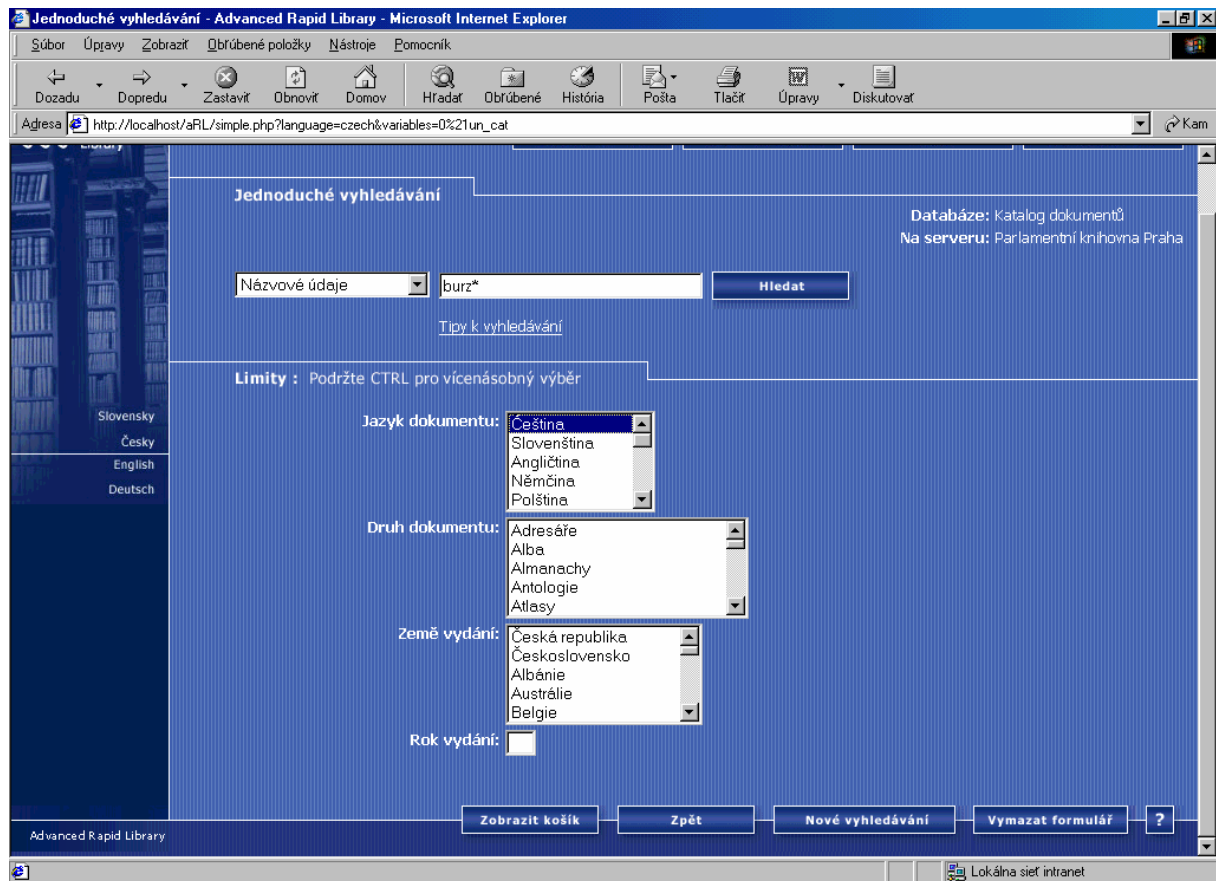 Jednoduché vyhledávání - Advanced Rapid Library - Microsoft Internet Explorer
Súbor Úpravy Zobraziť Obľúbené položky Nástroje Pomocník
Dozadu Dopredu Zastaviť Obnoviť Domov Hľadať Obľúbené História Pošta Tlačiť Úpravy Diskutovať
Adresa http://localhost/aRL/simple.php?language=czech&variables=0%21un_cat Kam
Library
Jednoduché vyhledávání
Databáze: Katalog dokumentů
Na serveru: Parlamentní knihovna Praha
Názvové údaje burz* Hledat
Tipy k vyhledávání
Limity : Podržte CTRL pro vícenásobný výběr
Slovensky
Česky
English
Deutsch
Jazyk dokumentu: Čeština
Slovenština
Angličtina
Němčina
Polština
Druh dokumentu: Adresáře
Alba
Almanachy
Antologie
Atlasy
Země vydání: Česká republika
Československo
Albánie
Austrálie
Belgie
Rok vydání:
Zobrazit košík Zpět Nové vyhledávání Vymazat formulář ?
Advanced Rapid Library
Lokálna sieť intranet